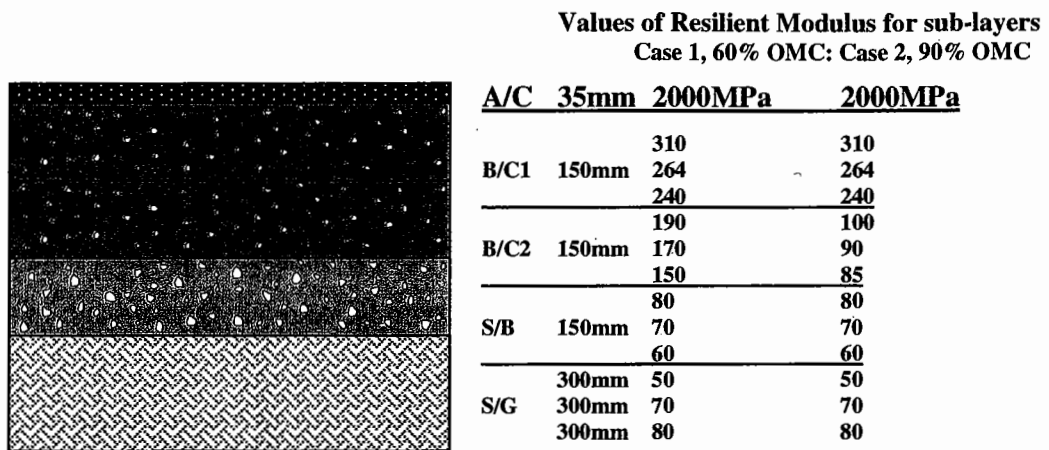 Values of Resilient Modulus for sub-layers
Case 1, 60% OMC: Case 2, 90% OMC
A/C 35mm 2000MPa 2000MPa
310 310
B/C1 150mm 264 264
240 240
190 100
B/C2 150mm 170 90
150 85
80 80
S/B 150mm 70 70
60 60
300mm 50 50
S/G 300mm 70 70
300mm 80 80